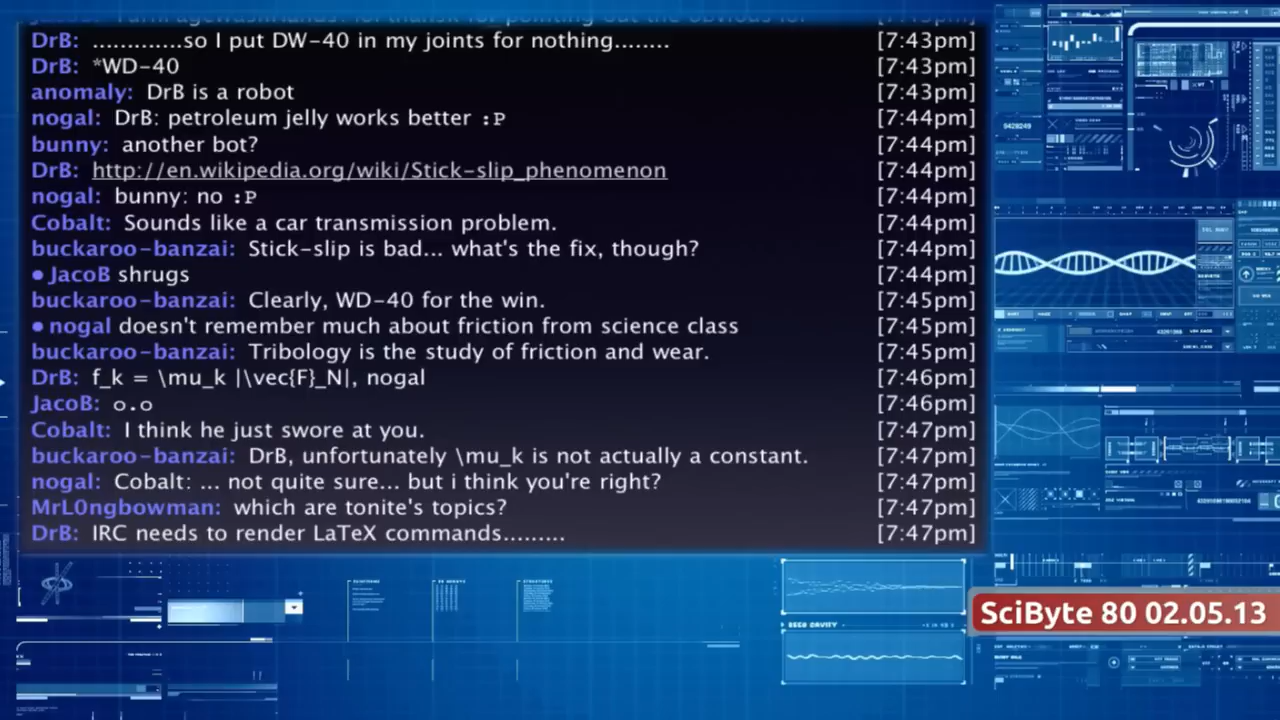 DrB: .............so I put DW-40 in my joints for nothing........ [7:43pm]
DrB: *WD-40 [7:43pm]
anomaly: DrB is a robot [7:43pm]
nogal: DrB: petroleum jelly works better :P [7:43pm]
bunny: another bot? [7:44pm]
DrB: http://en.wikipedia.org/wiki/Stick-slip_phenomenon [7:44pm]
nogal: bunny: no :P [7:44pm]
Cobalt: Sounds like a car transmission problem. [7:44pm]
buckaroo-banzai: Stick-slip is bad... what's the fix, though? [7:44pm]
• JacoB shrugs [7:44pm]
buckaroo-banzai: Clearly, WD-40 for the win. [7:45pm]
• nogal doesn't remember much about friction from science class [7:45pm]
buckaroo-banzai: Tribology is the study of friction and wear. [7:45pm]
DrB: f_k = \mu_k |\vec{F}_N|, nogal [7:46pm]
JacoB: o.o [7:46pm]
Cobalt: I think he just swore at you. [7:47pm]
buckaroo-banzai: DrB, unfortunately \mu_k is not actually a constant. [7:47pm]
nogal: Cobalt: ... not quite sure... but i think you're right? [7:47pm]
MrL0ngbowman: which are tonite's topics? [7:47pm]
DrB: IRC needs to render LaTeX commands......... [7:47pm]
SciByte 80 02.05.13